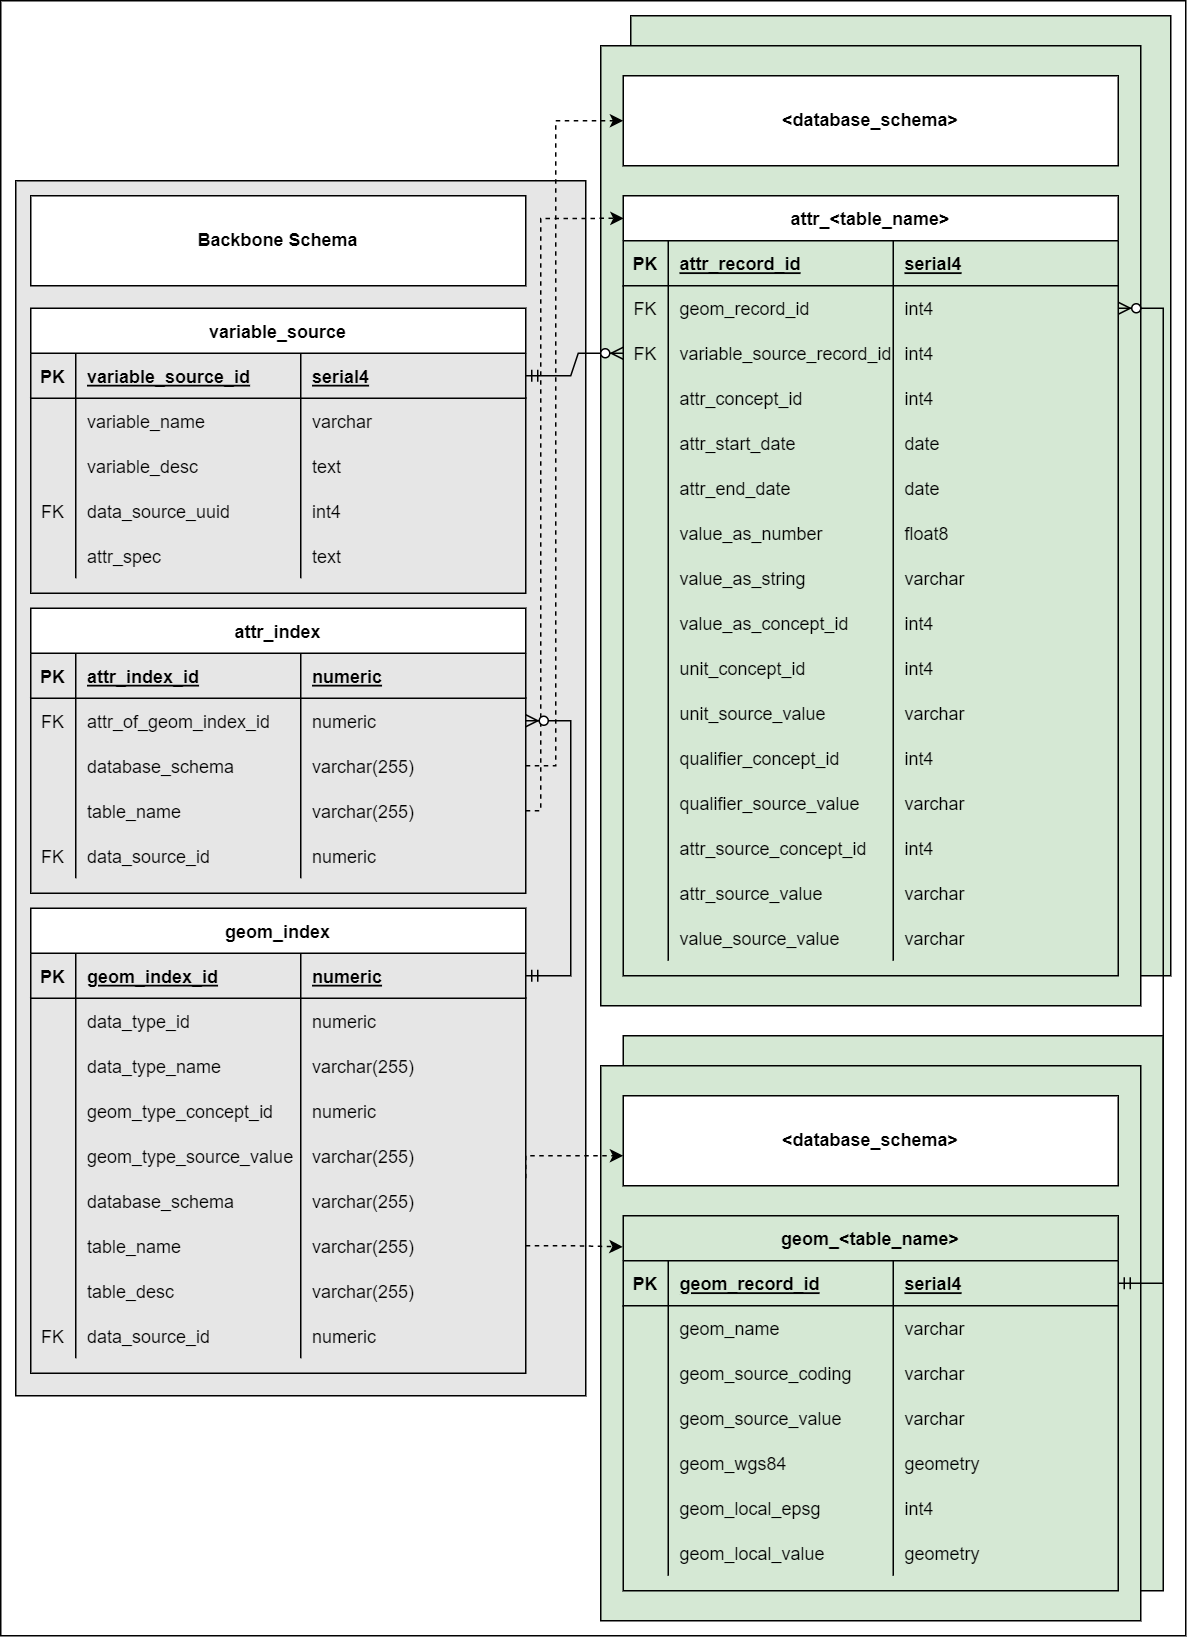 Backbone Schema
variable_source
PK variable_source_id serial4
variable_name varchar
variable_desc text
FK data_source_uuid int4
attr_spec text
attr_index
PK attr_index_id numeric
FK attr_of_geom_index_id numeric
database_schema varchar(255)
table_name varchar(255)
FK data_source_id numeric
geom_index
PK geom_index_id numeric
data_type_id numeric
data_type_name varchar(255)
geom_type_concept_id numeric
geom_type_source_value varchar(255)
database_schema varchar(255)
table_name varchar(255)
table_desc varchar(255)
FK data_source_id numeric
<database_schema>
attr_<table_name>
PK attr_record_id serial4
FK geom_record_id int4
FK variable_source_record_id int4
attr_concept_id int4
attr_start_date date
attr_end_date date
value_as_number float8
value_as_string varchar
value_as_concept_id int4
unit_concept_id int4
unit_source_value varchar
qualifier_concept_id int4
qualifier_source_value varchar
attr_source_concept_id int4
attr_source_value varchar
value_source_value varchar
<database_schema>
geom_<table_name>
PK geom_record_id serial4
geom_name varchar
geom_source_coding varchar
geom_source_value varchar
geom_wgs84 geometry
geom_local_epsg int4
geom_local_value geometry